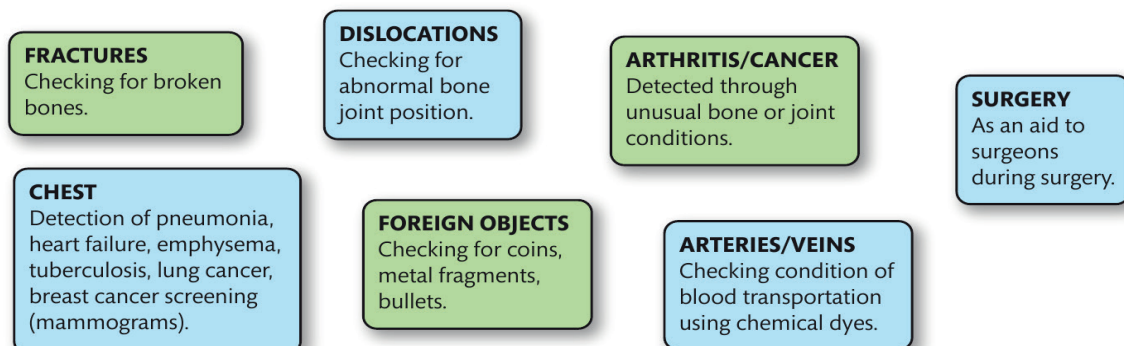 FRACTURES
Checking for broken
bones.
DISLOCATIONS
Checking for
abnormal bone
joint position.
ARTHRITIS/CANCER
Detected through
unusual bone or joint
conditions.
SURGERY
As an aid to
surgeons
during surgery.
CHEST
Detection of pneumonia,
heart failure, emphysema,
tuberculosis, lung cancer,
breast cancer screening
(mammograms).
FOREIGN OBJECTS
Checking for coins,
metal fragments,
bullets.
ARTERIES/VEINS
Checking condition of
blood transportation
using chemical dyes.